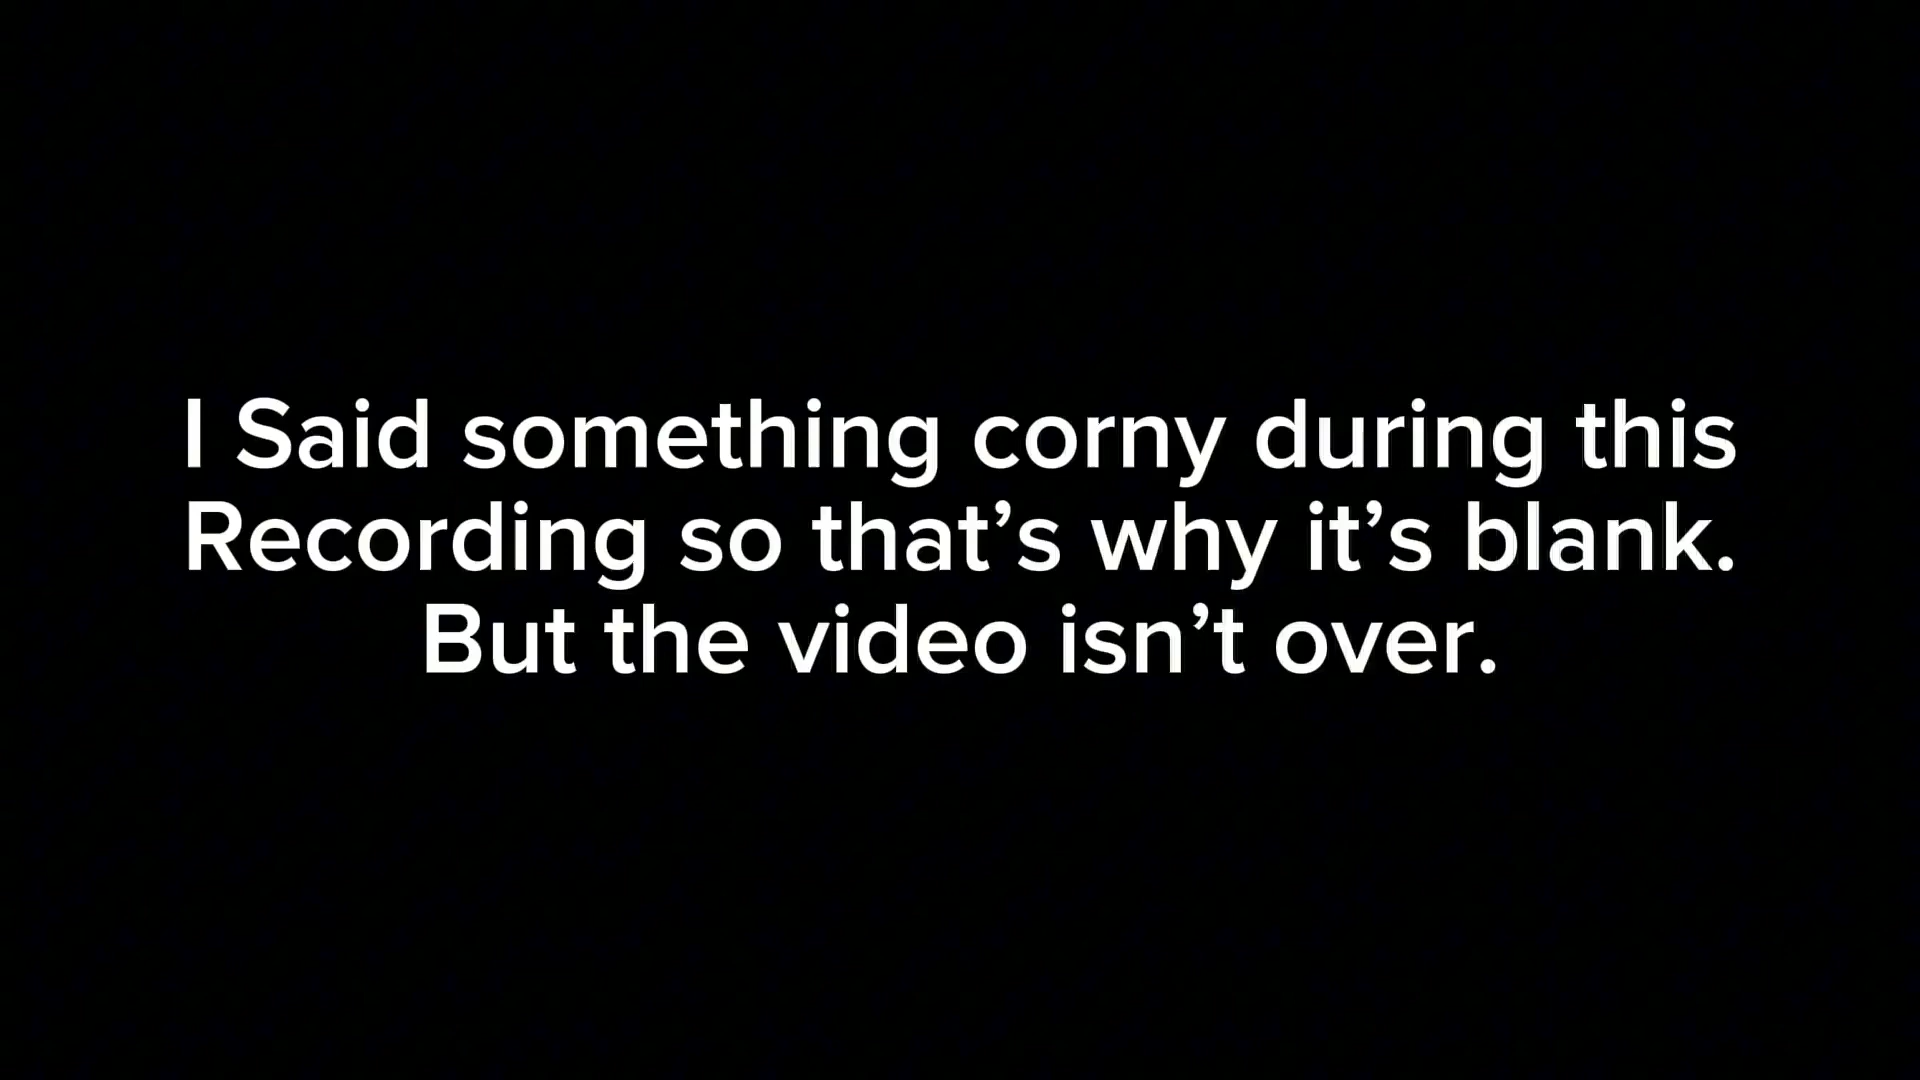 I Said something corny during this
Recording so that’s why it’s blank.
But the video isn’t over.